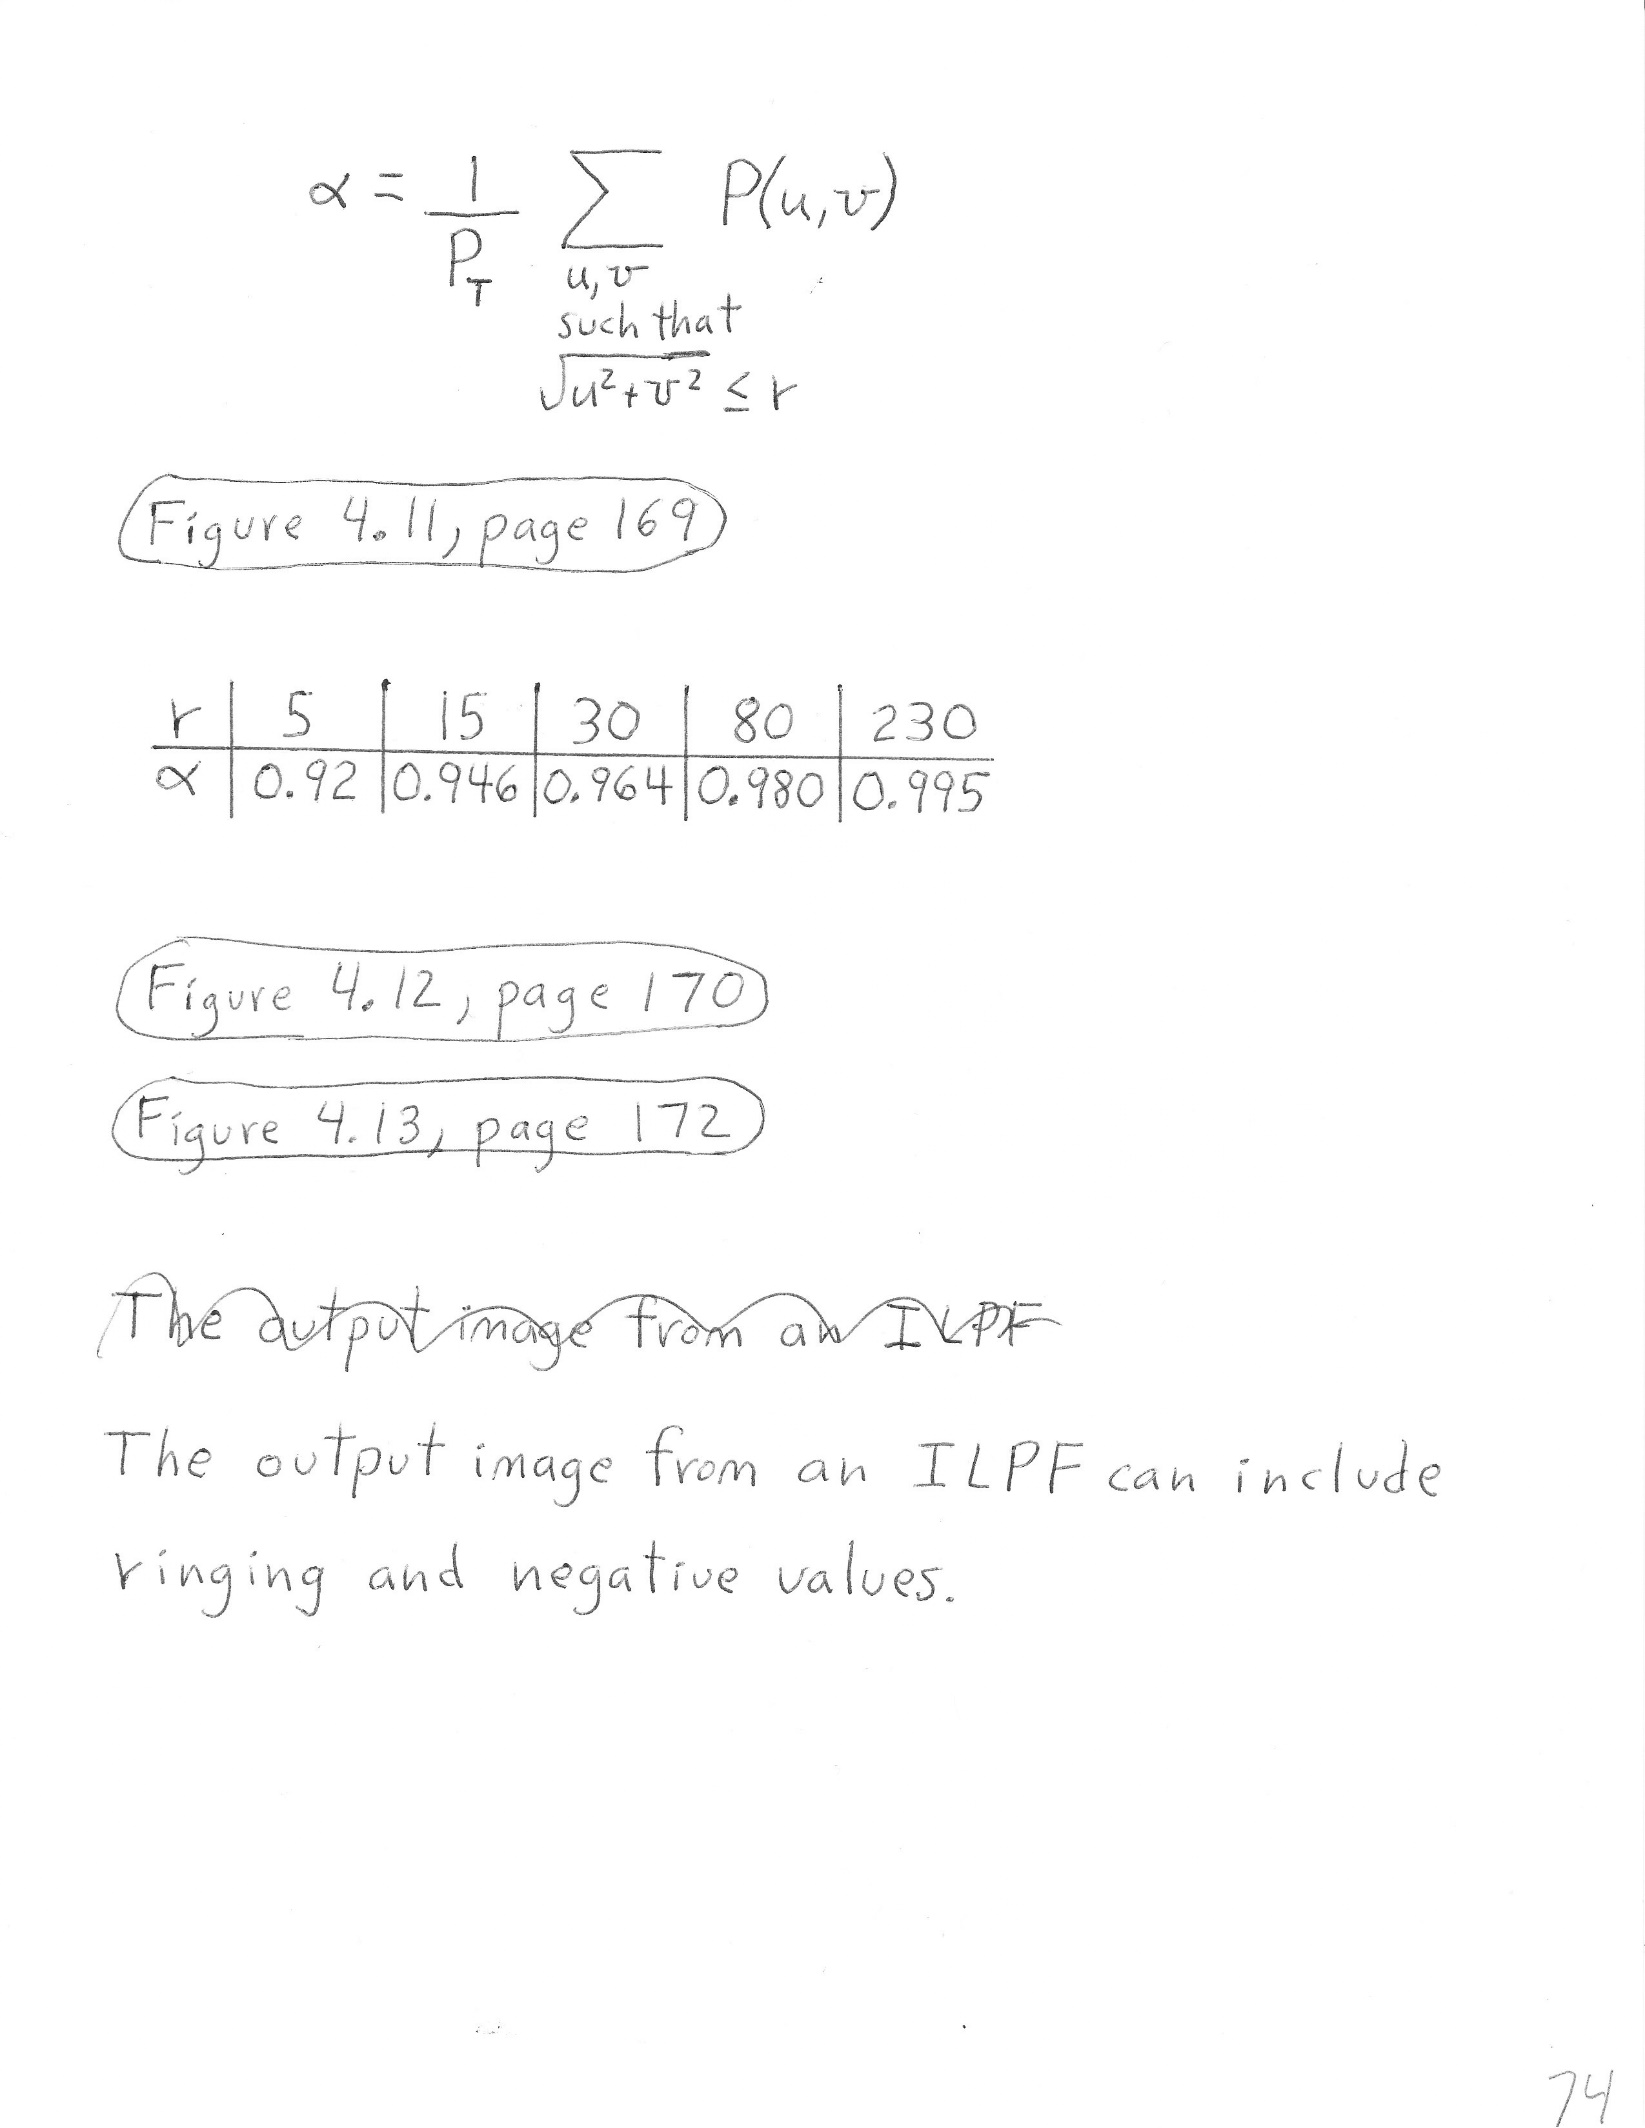 α = 1/P_T ∑ P(u,v)
u,v
such that
√u²+v² ≤ r
Figure 4.11, page 169
r | 5 | 15 | 30 | 80 | 230
α | 0.92 | 0.946 | 0.964 | 0.980 | 0.995
Figure 4.12, page 170
Figure 4.13, page 172
The output image from an ILPF
The output image from an ILPF can include
ringing and negative values.
74